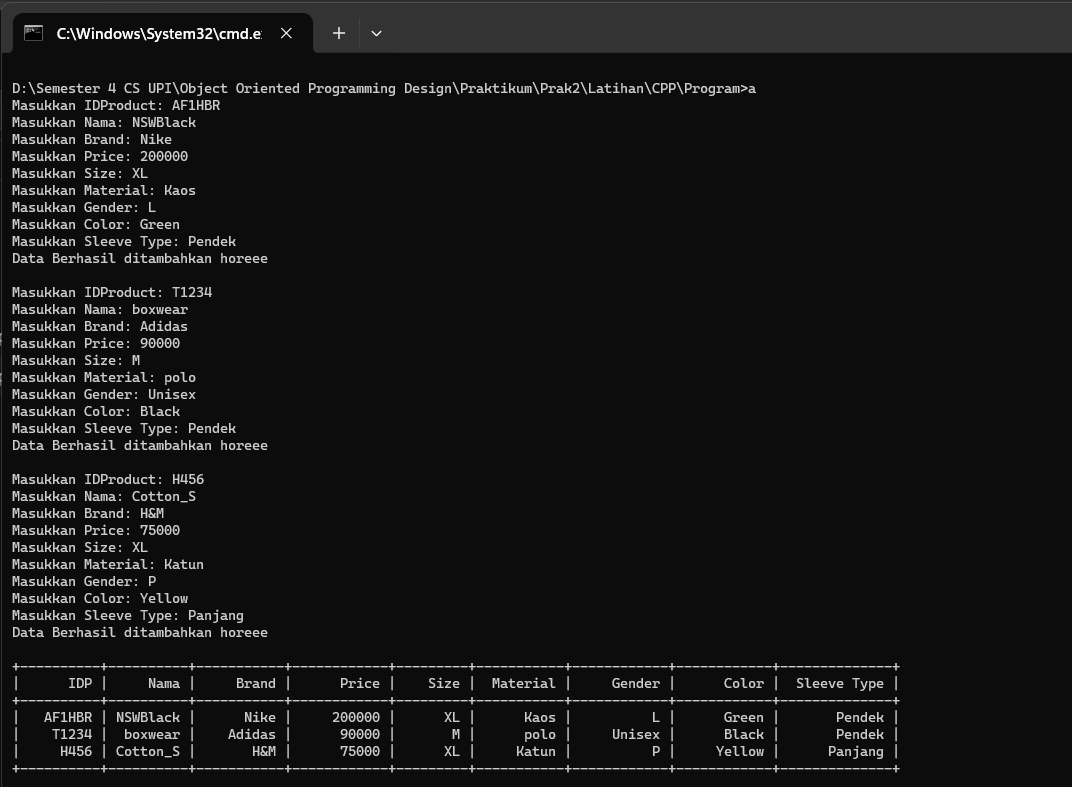 C:\Windows\System32\cmd.e
D:\Semester 4 CS UPI\Object Oriented Programming Design\Praktikum\Prak2\Latihan\CPP\Program>a
Masukkan IDProduct: AF1HBR
Masukkan Nama: NSWBlack
Masukkan Brand: Nike
Masukkan Price: 200000
Masukkan Size: XL
Masukkan Material: Kaos
Masukkan Gender: L
Masukkan Color: Green
Masukkan Sleeve Type: Pendek
Data Berhasil ditambahkan horeee

Masukkan IDProduct: T1234
Masukkan Nama: boxwear
Masukkan Brand: Adidas
Masukkan Price: 90000
Masukkan Size: M
Masukkan Material: polo
Masukkan Gender: Unisex
Masukkan Color: Black
Masukkan Sleeve Type: Pendek
Data Berhasil ditambahkan horeee

Masukkan IDProduct: H456
Masukkan Nama: Cotton_S
Masukkan Brand: H&M
Masukkan Price: 75000
Masukkan Size: XL
Masukkan Material: Katun
Masukkan Gender: P
Masukkan Color: Yellow
Masukkan Sleeve Type: Panjang
Data Berhasil ditambahkan horeee

+----------+----------+-----------+------------+---------+-----------+------------+------------+--------------+
|      IDP |     Nama |     Brand |      Price |    Size |  Material |     Gender |      Color |  Sleeve Type |
+----------+----------+-----------+------------+---------+-----------+------------+------------+--------------+
|   AF1HBR | NSWBlack |      Nike |     200000 |      XL |      Kaos |          L |      Green |       Pendek |
|    T1234 |  boxwear |    Adidas |      90000 |       M |      polo |     Unisex |      Black |       Pendek |
|     H456 | Cotton_S |       H&M |      75000 |      XL |     Katun |          P |     Yellow |      Panjang |
+----------+----------+-----------+------------+---------+-----------+------------+------------+--------------+